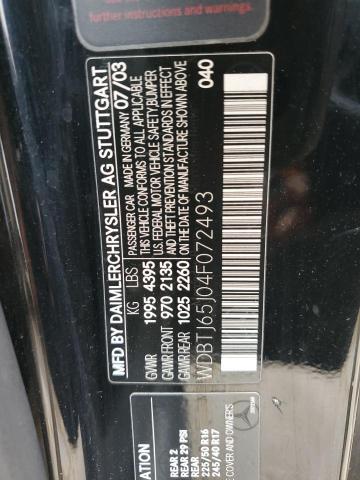 further instructions and warnings.
MFD BY DAIMLERCHRYSLER AG STUTTGART
PASSENGER CAR MADE IN GERMANY 07/03
KG LBS THIS VEHICLE CONFORMS TO ALL APPLICABLE
U.S. FEDERAL MOTOR VEHICLE SAFETY, BUMPER
GVWR 1995 4395 AND THEFT PREVENTION STANDARDS IN EFFECT
GAWR FRONT 970 2135 ON THE DATE OF MANUFACTURE SHOWN ABOVE
GAWR REAR 1025 2260
040
WDBTJ65J04F072493
REAR 2
REAR 29 PSI
REAR
225/50 R16
245/40 R17
COVER AND OWNER'S